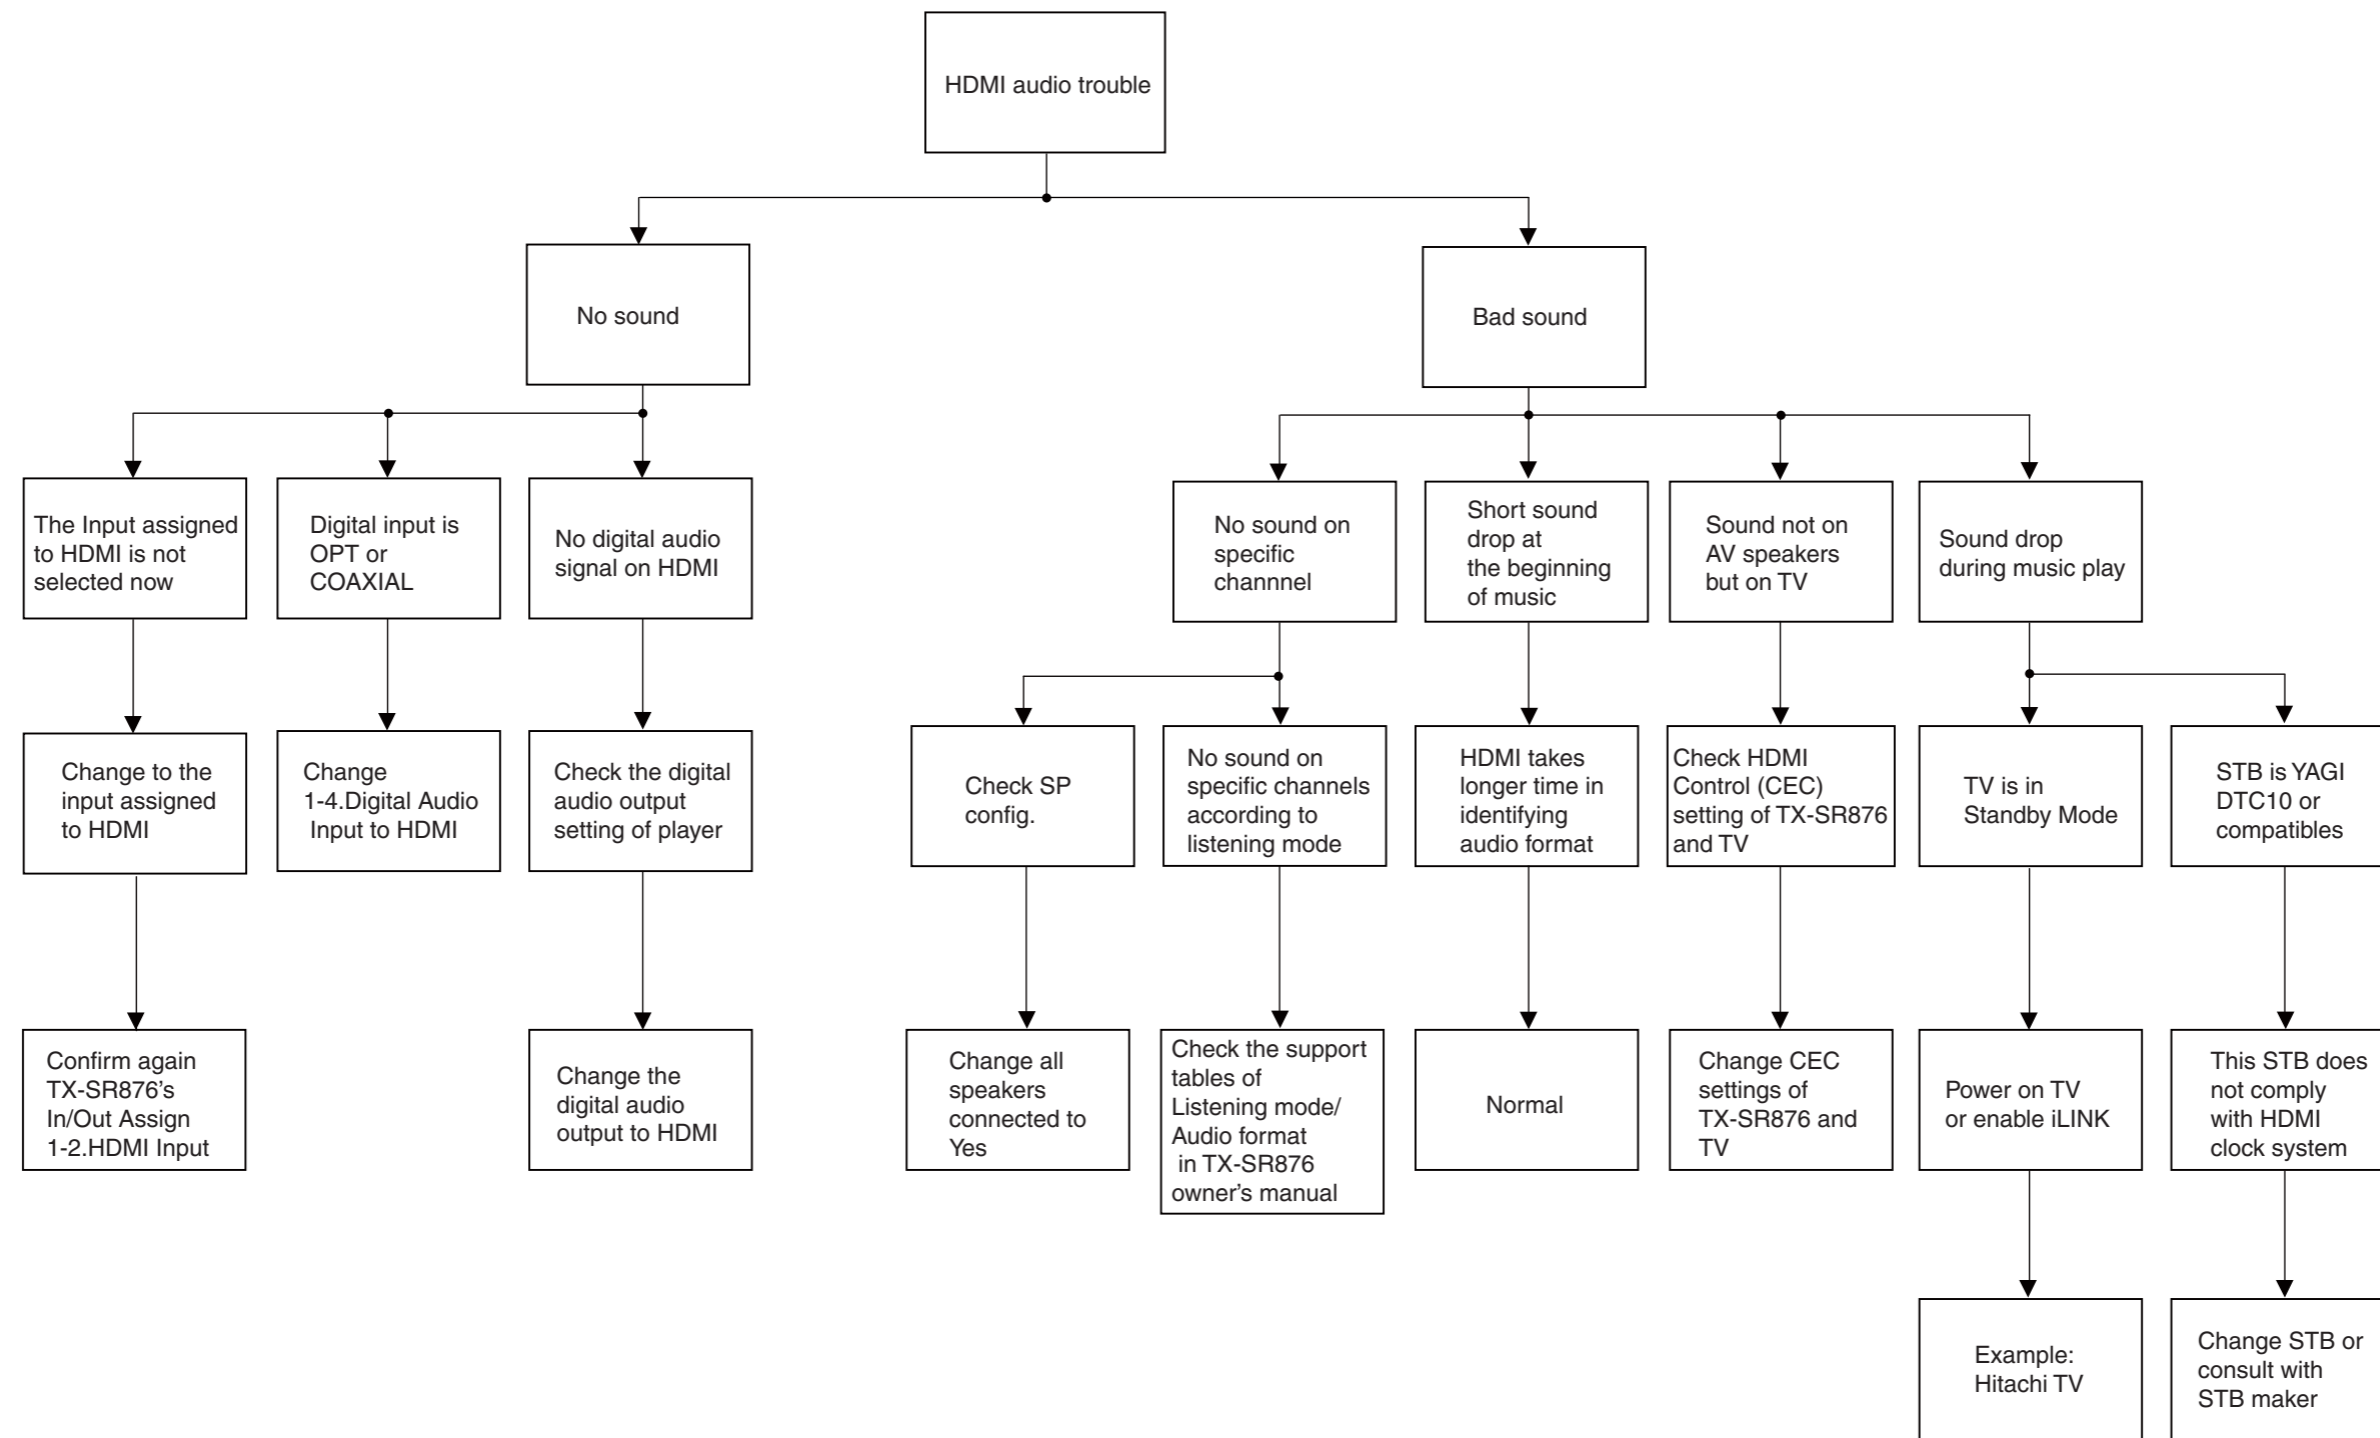 HDMI audio trouble
No sound
Bad sound
The Input assigned
to HDMI is not
selected now
Digital input is
OPT or
COAXIAL
No digital audio
signal on HDMI
No sound on
specific
channnel
Short sound
drop at
the beginning
of music
Sound not on
AV speakers
but on TV
Sound drop
during music play
Change to the
input assigned
to HDMI
Change
1-4.Digital Audio
Input to HDMI
Check the digital
audio output
setting of player
Check SP
config.
No sound on
specific channels
according to
listening mode
HDMI takes
longer time in
identifying
audio format
Check HDMI
Control (CEC)
setting of TX-SR876
and TV
TV is in
Standby Mode
STB is YAGI
DTC10 or
compatibles
Confirm again
TX-SR876’s
In/Out Assign
1-2.HDMI Input
Change the
digital audio
output to HDMI
Change all
speakers
connected to
Yes
Check the support
tables of
Listening mode/
Audio format
in TX-SR876
owner’s manual
Normal
Change CEC
settings of
TX-SR876 and
TV
Power on TV
or enable iLINK
This STB does
not comply
with HDMI
clock system
Example:
Hitachi TV
Change STB or
consult with
STB maker